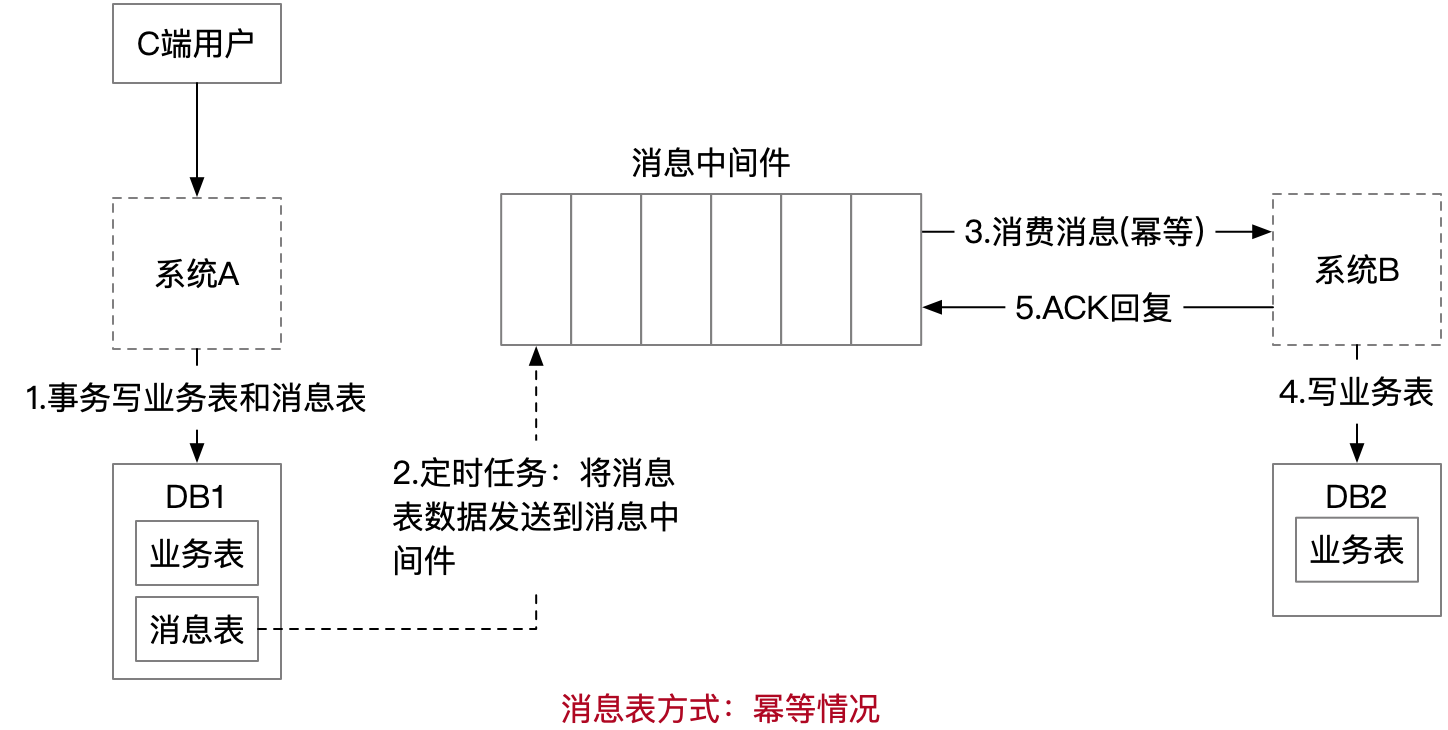 C端用户
消息中间件
系统A
3.消费消息(幂等)
5.ACK回复
系统B
1.事务写业务表和消息表
4.写业务表
2.定时任务：将消息
表数据发送到消息中
间件
DB1
业务表
消息表
DB2
业务表
消息表方式：幂等情况